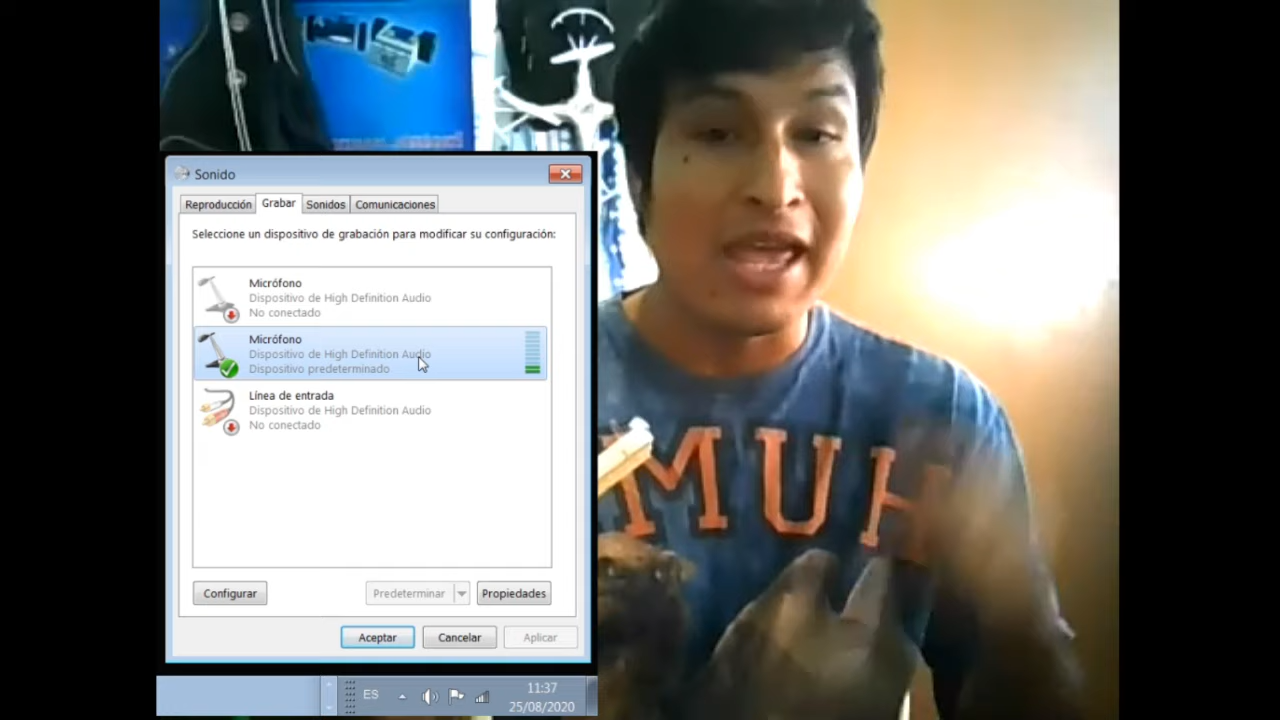 Sonido
Reproducción Grabar Sonidos Comunicaciones
Seleccione un dispositivo de grabación para modificar su configuración:
Micrófono
Dispositivo de High Definition Audio
No conectado
Micrófono
Dispositivo de High Definition Audio
Dispositivo predeterminado
Línea de entrada
Dispositivo de High Definition Audio
No conectado
Configurar Predeterminar Propiedades
Aceptar Cancelar Aplicar
ES 11:37
25/08/2020
MUH